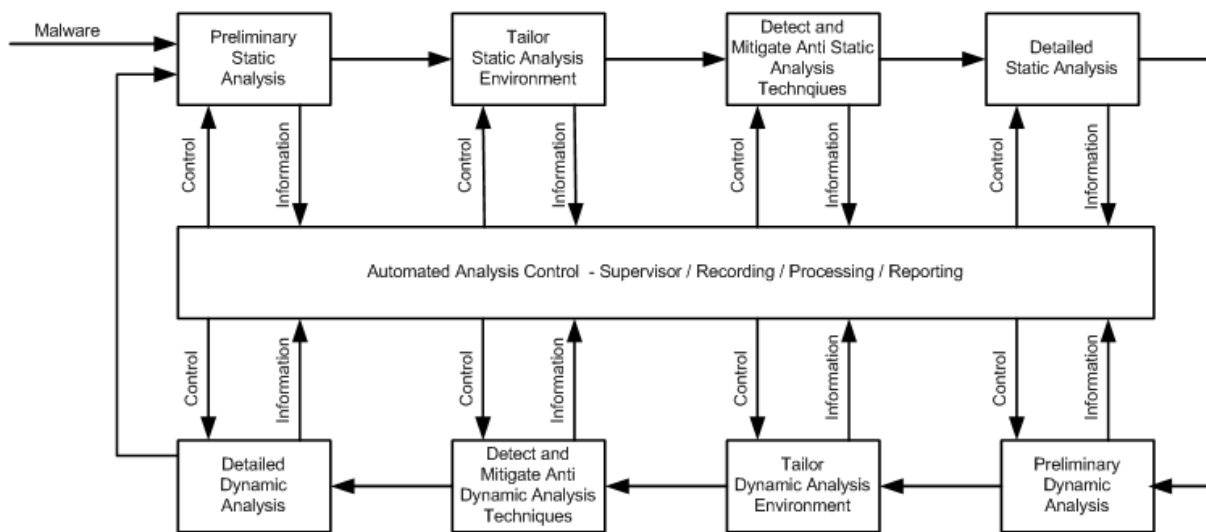 Malware
Preliminary
Static
Analysis
Tailor
Static Analysis
Environment
Detect and
Mitigate Anti Static
Analysis
Technqiues
Detailed
Static Analysis
Control
Information
Control
Information
Control
Information
Control
Information
Automated Analysis Control - Supervisor / Recording / Processing / Reporting
Control
Information
Control
Information
Control
Information
Control
Information
Detailed
Dynamic
Analysis
Detect and
Mitigate Anti
Dynamic Analysis
Techniques
Tailor
Dynamic Analysis
Environment
Preliminary
Dynamic
Analysis